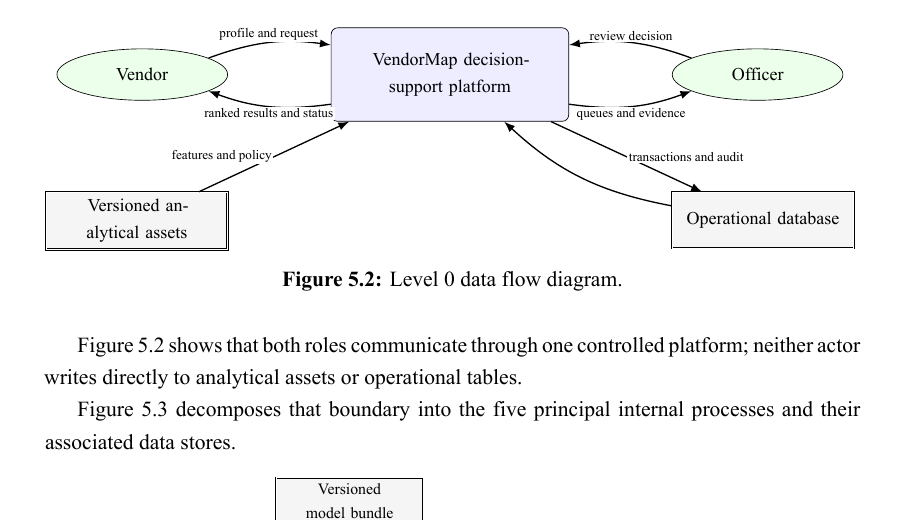 profile and request
review decision
VendorMap decision-
support platform
Vendor
Officer
ranked results and status
queues and evidence
features and policy
transactions and audit
Versioned an-
alytical assets
Operational database
Figure 5.2: Level 0 data flow diagram.
Figure 5.2 shows that both roles communicate through one controlled platform; neither actor
writes directly to analytical assets or operational tables.
Figure 5.3 decomposes that boundary into the five principal internal processes and their
associated data stores.
Versioned
model bundle